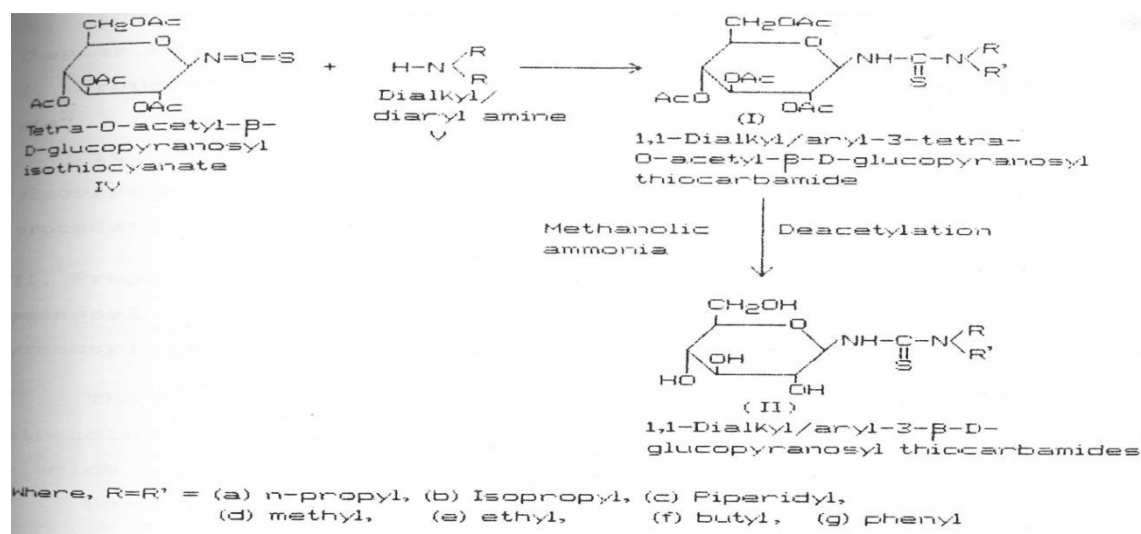 CH2OAc
O
N=C=S
OAc
AcO
OAc
Tetra-O-acetyl-β-
D-glucopyranosyl
isothiocyanate
IV
+
H-N
R
R
Dialkyl/
diaryl amine
V
CH2OAc
O
NH-C-N
R
R'
S
OAc
AcO
OAc
(I)
1,1-Dialkyl/aryl-3-tetra-
O-acetyl-β-D-glucopyranosyl
thiocarbamide
Methanolic
ammonia
Deacetylation
CH2OH
O
NH-C-N
R
R'
S
OH
HO
OH
(II)
1,1-Dialkyl/aryl-3-β-D-
glucopyranosyl thiocarbamides
Where, R=R' = (a) n-propyl, (b) Isopropyl, (c) Piperidyl,
(d) methyl, (e) ethyl, (f) butyl, (g) phenyl